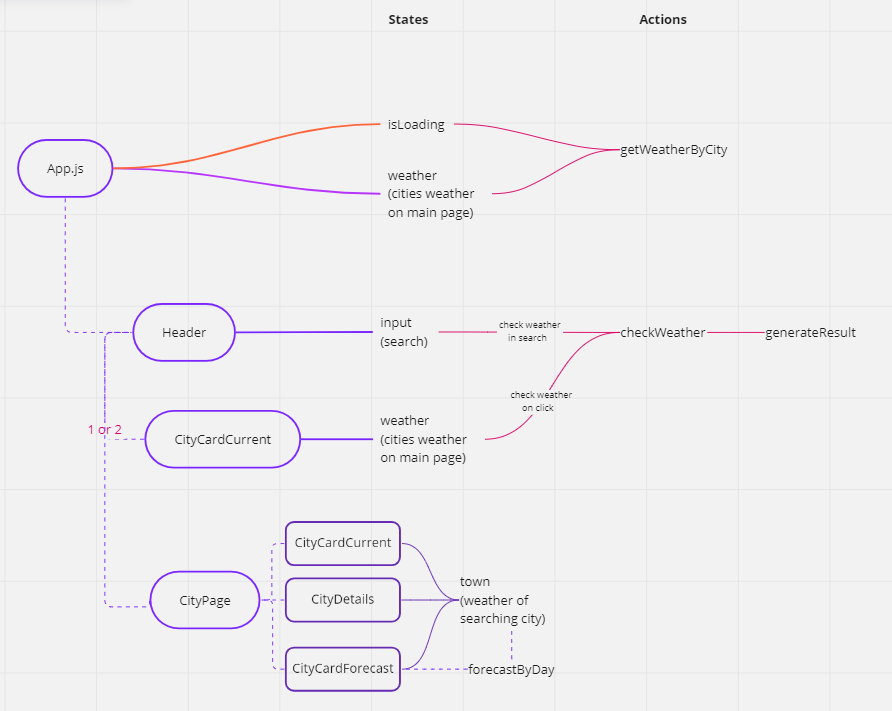 States
Actions
isLoading
getWeatherByCity
App.js
weather
(cities weather
on main page)
Header
input
(search)
check weather
in search
checkWeather
generateResult
check weather
on click
1 or 2
CityCardCurrent
weather
(cities weather
on main page)
CityCardCurrent
CityPage
CityDetails
town
(weather of
searching city)
CityCardForecast
forecastByDay